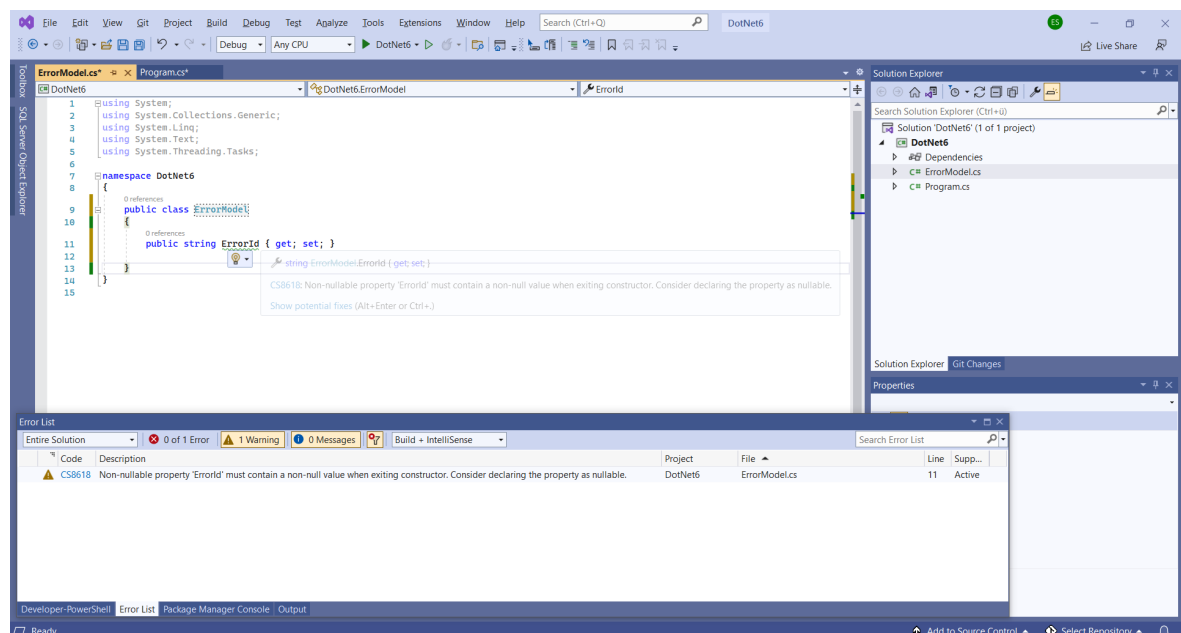 File Edit View Git Project Build Debug Test Analyze Tools Extensions Window Help Search (Ctrl+Q) DotNet6 ES
Debug Any CPU DotNet6 Live Share
Toolbox
SQL Server Object Explorer
ErrorModel.cs* Program.cs*
DotNet6 DotNet6.ErrorModel ErrorId
1 using System;
2 using System.Collections.Generic;
3 using System.Linq;
4 using System.Text;
5 using System.Threading.Tasks;
6
7 namespace DotNet6
8 {
0 references
9 public class ErrorModel
10 {
0 references
11 public string ErrorId { get; set; }
12
13 }
14 }
15
string ErrorModel.ErrorId { get; set; }
CS8618: Non-nullable property 'ErrorId' must contain a non-null value when exiting constructor. Consider declaring the property as nullable.
Show potential fixes (Alt+Enter or Ctrl+.)
Solution Explorer
Search Solution Explorer (Ctrl+ü)
Solution 'DotNet6' (1 of 1 project)
C# DotNet6
Dependencies
C# ErrorModel.cs
C# Program.cs
Solution Explorer Git Changes
Properties
Error List
Entire Solution 0 of 1 Error 1 Warning 0 Messages Build + IntelliSense Search Error List
Code Description Project File Line Supp...
CS8618 Non-nullable property 'ErrorId' must contain a non-null value when exiting constructor. Consider declaring the property as nullable. DotNet6 ErrorModel.cs 11 Active
Developer-PowerShell Error List Package Manager Console Output
Ready Add to Source Control Select Repository